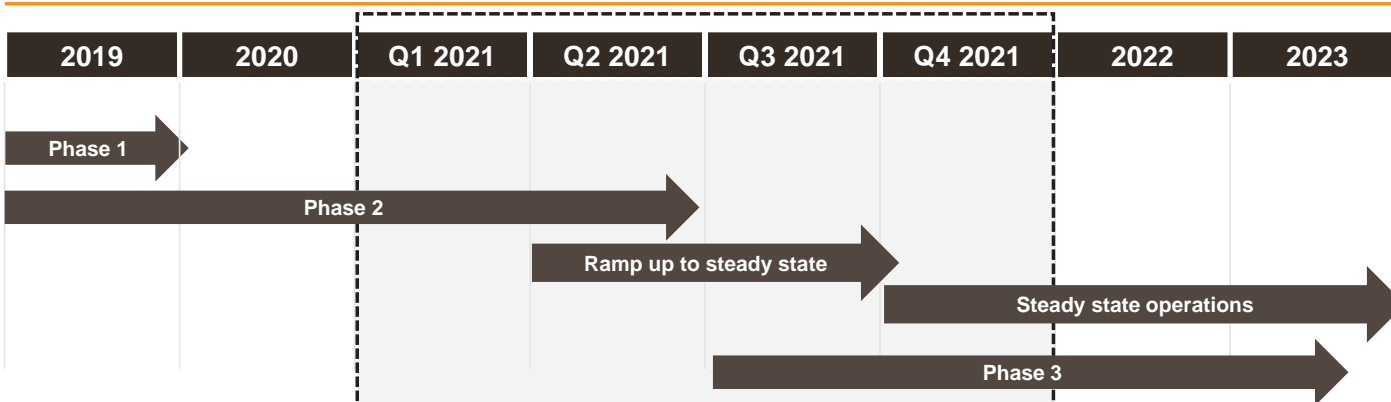 2019 2020 Q1 2021 Q2 2021 Q3 2021 Q4 2021 2022 2023
Phase 1
Phase 2
Ramp up to steady state
Steady state operations
Phase 3